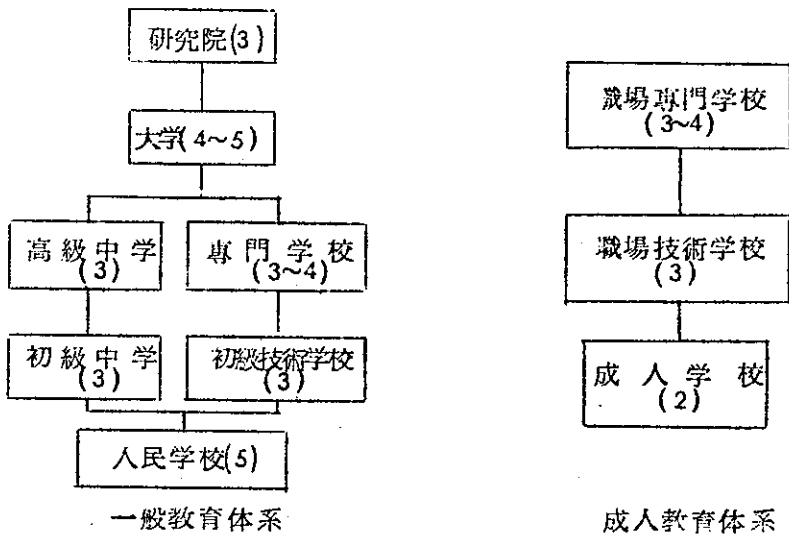 研究院(3)
大学(4~5)
高級中学
(3)
専門学校
(3~4)
初級中学
(3)
初級技術学校
(3)
人民学校(5)
一般教育体系
職場専門学校
(3~4)
職場技術学校
(3)
成人学校
(2)
成人教育体系